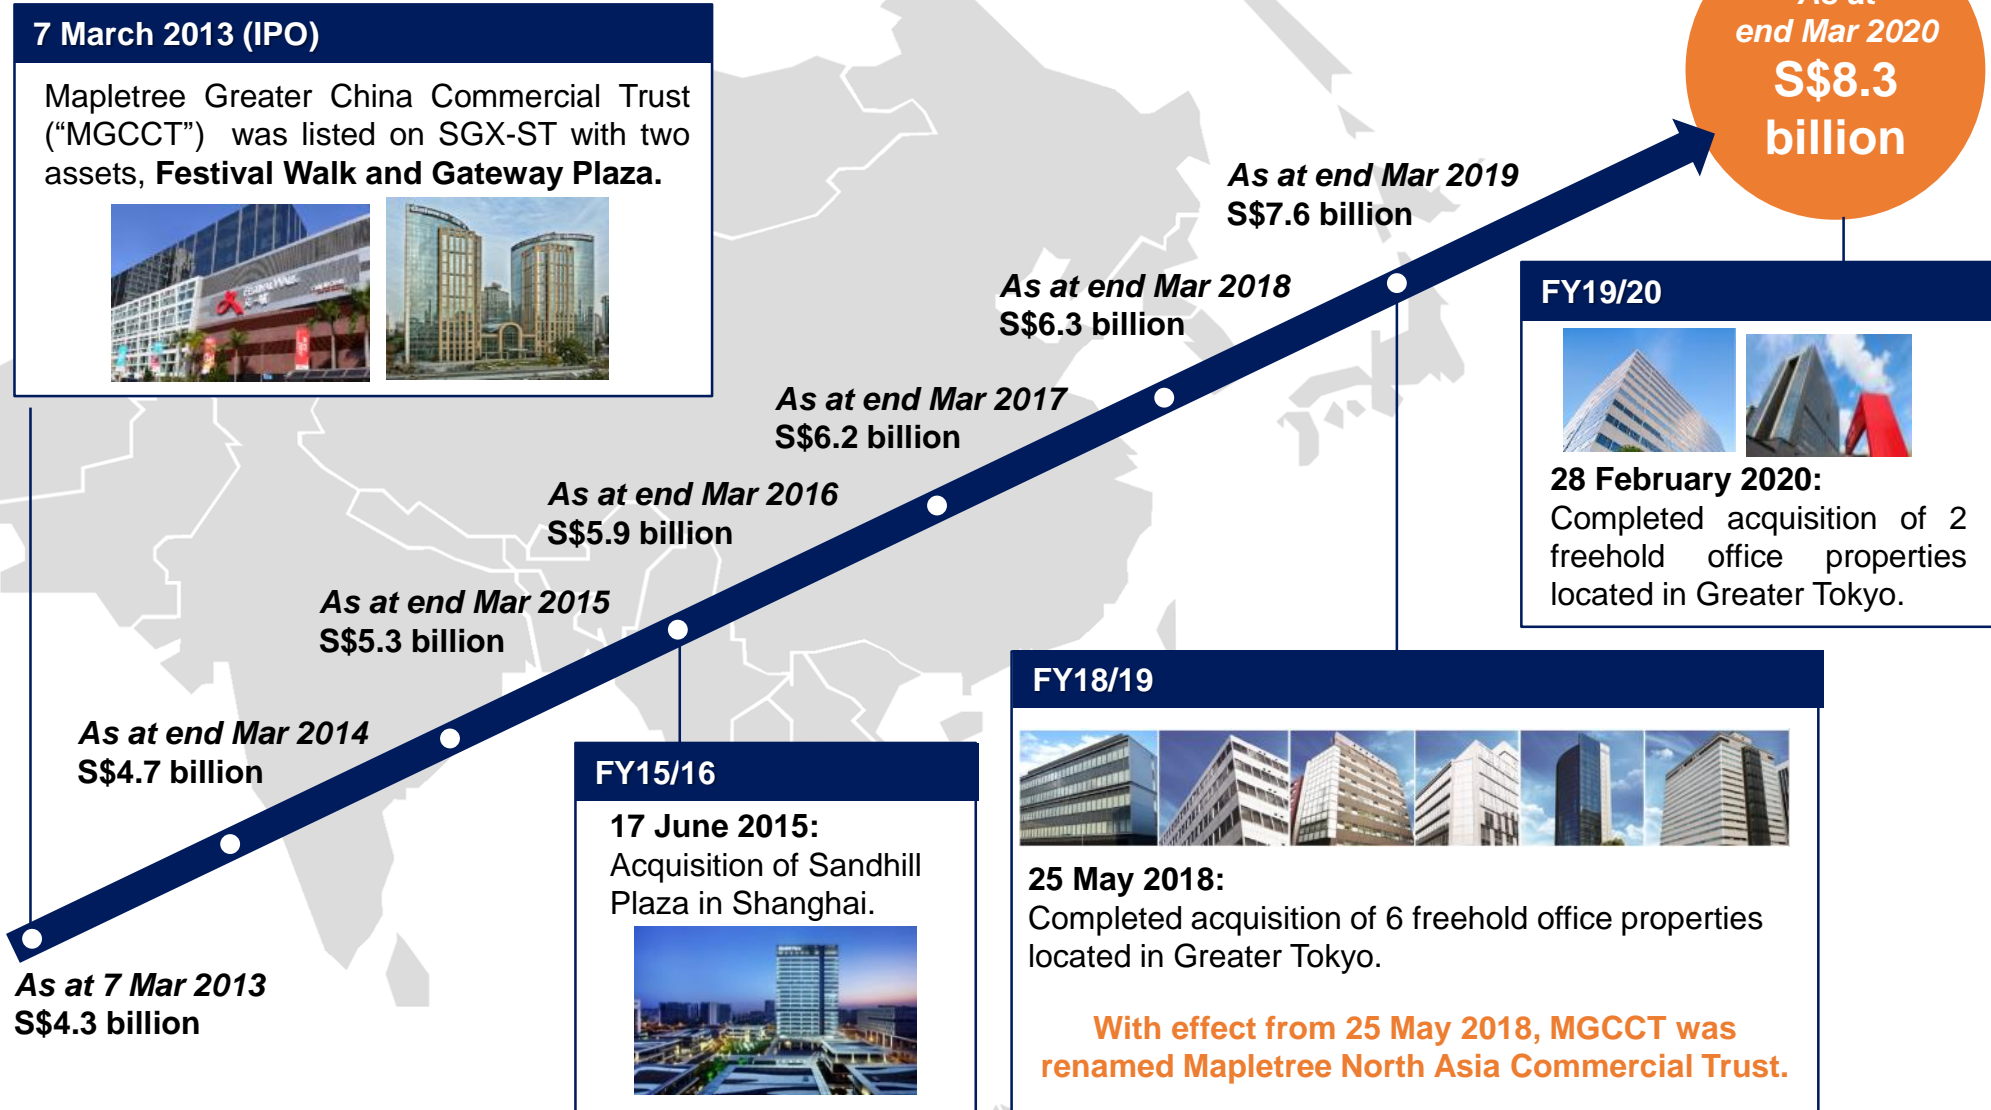 7 March 2013 (IPO)
Mapletree Greater China Commercial Trust
(“MGCCT”) was listed on SGX-ST with two
assets, Festival Walk and Gateway Plaza.
As at
end Mar 2020
S$8.3
billion
As at end Mar 2019
S$7.6 billion
As at end Mar 2018
S$6.3 billion
As at end Mar 2017
S$6.2 billion
As at end Mar 2016
S$5.9 billion
As at end Mar 2015
S$5.3 billion
As at end Mar 2014
S$4.7 billion
As at 7 Mar 2013
S$4.3 billion
FY15/16
17 June 2015:
Acquisition of Sandhill
Plaza in Shanghai.
FY18/19
25 May 2018:
Completed acquisition of 6 freehold office properties
located in Greater Tokyo.
With effect from 25 May 2018, MGCCT was
renamed Mapletree North Asia Commercial Trust.
FY19/20
28 February 2020:
Completed acquisition of 2
freehold office properties
located in Greater Tokyo.